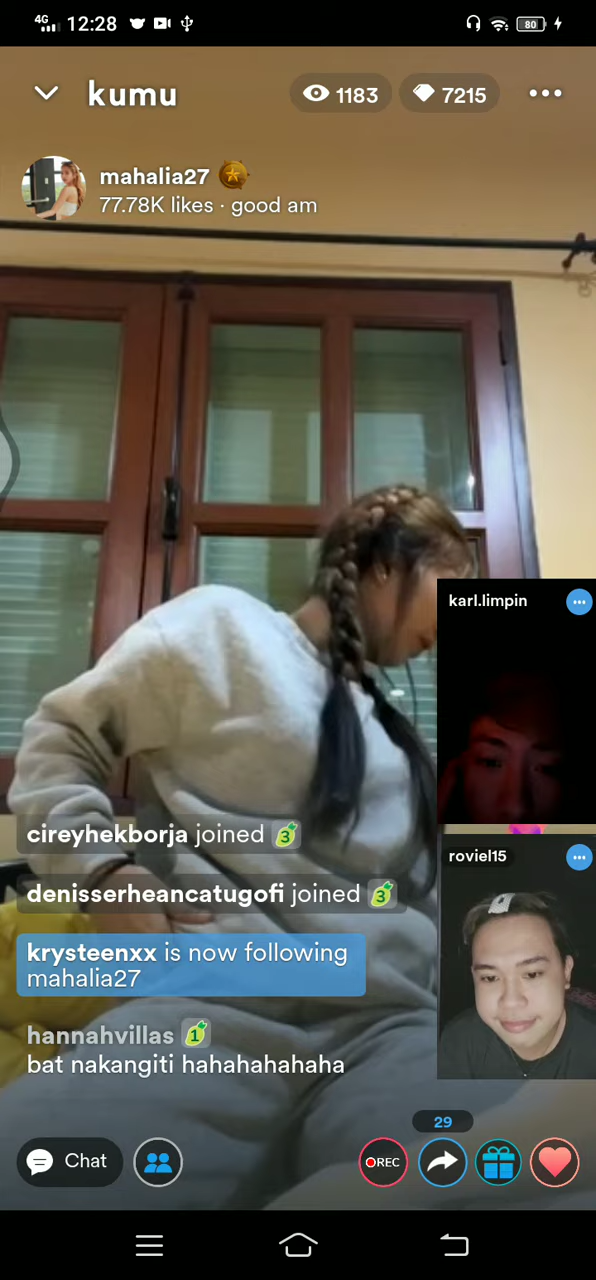 4G 12:28 80
kumu 1183 7215
mahalia27
77.78K likes · good am
karl.limpin
cireyhekborja joined 3
roviel15
denisserheancatugofi joined 3
krysteenxx is now following
mahalia27
hannahvillas 1
bat nakangiti hahahahahaha
29
Chat
REC